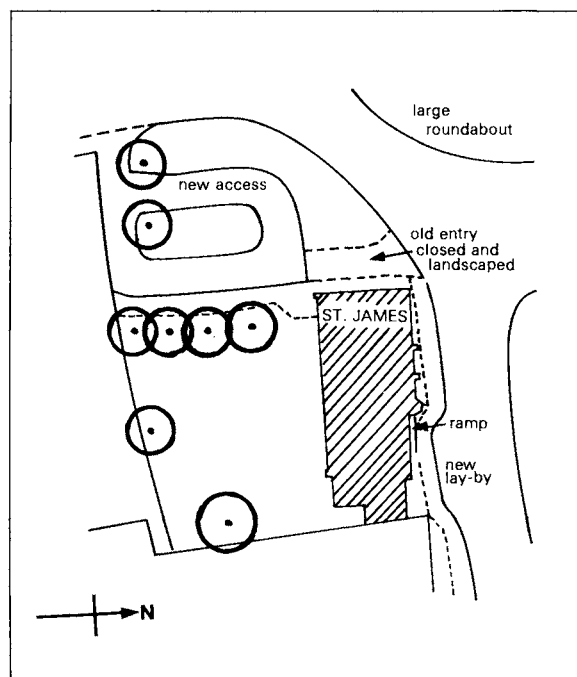 large
roundabout
new access
old entry
closed and
landscaped
ST. JAMES
ramp
new
lay-by
N